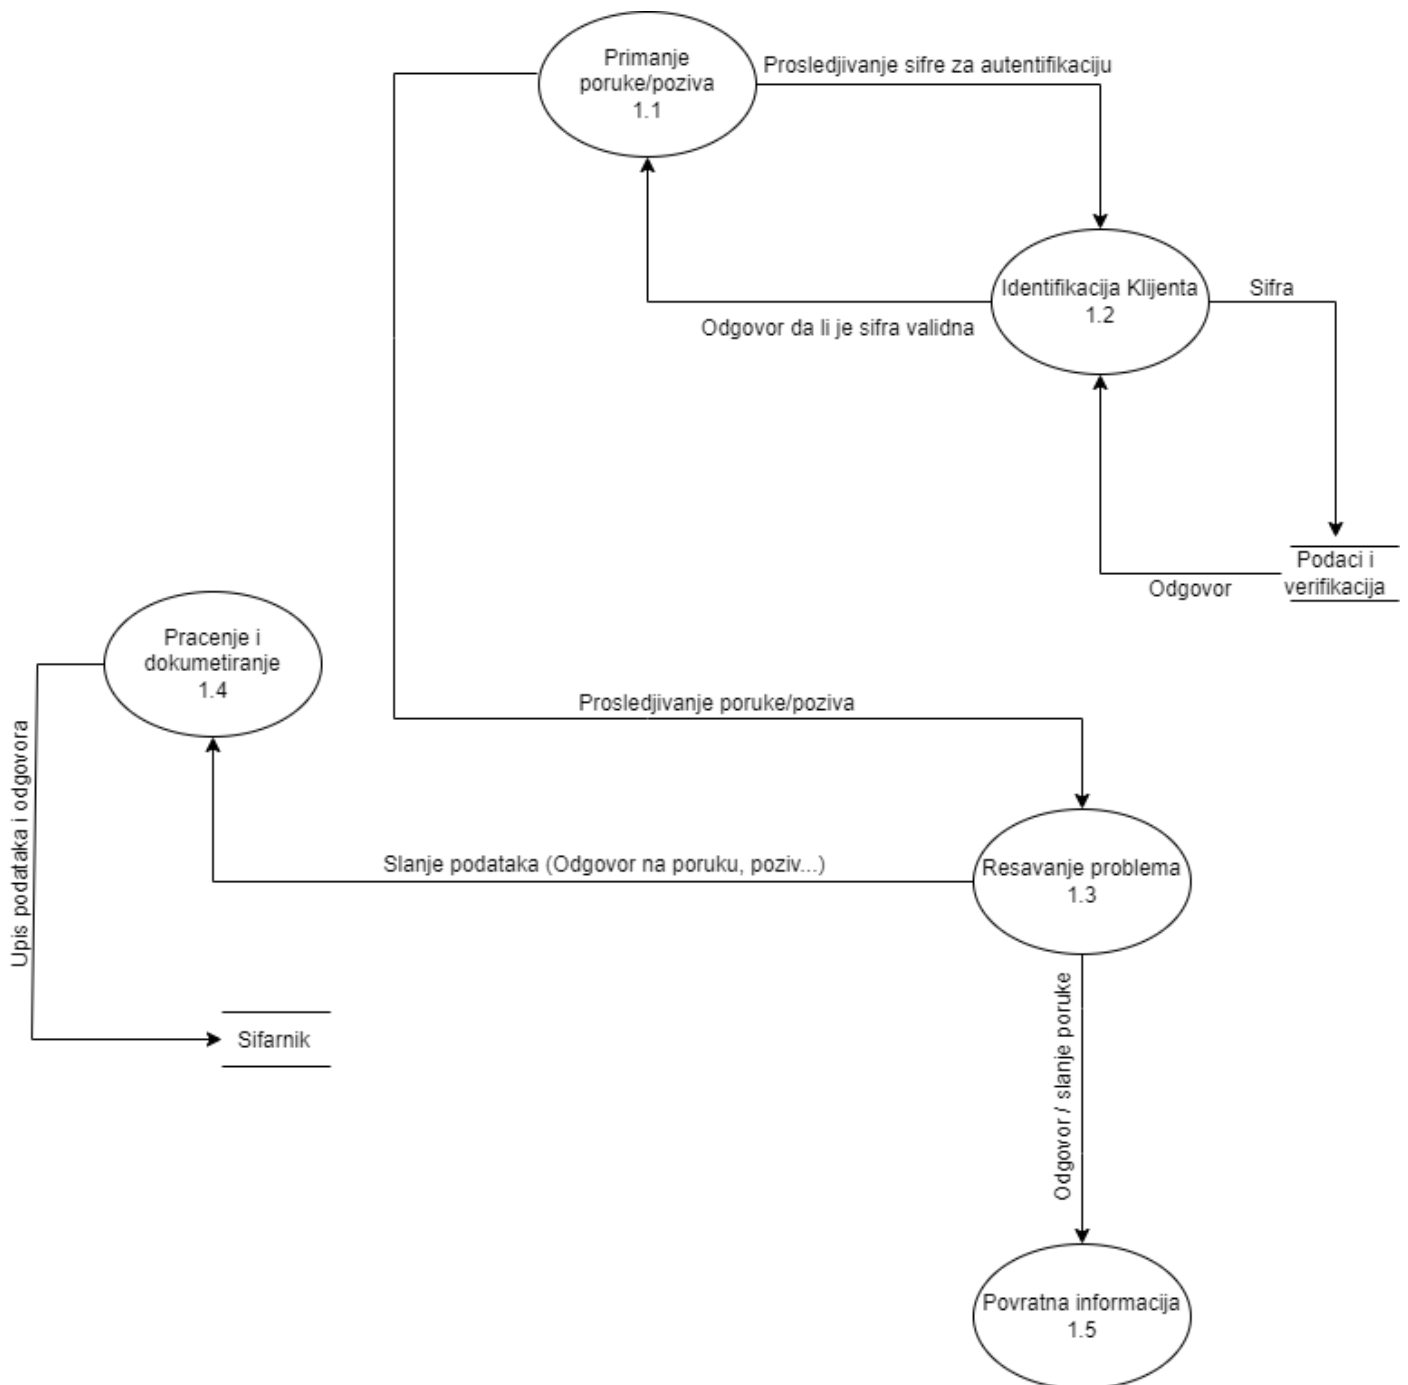 Primanje
poruke/poziva
1.1
Prosledjivanje sifre za autentifikaciju
Identifikacija Klijenta
1.2
Sifra
Odgovor da li je sifra validna
Podaci i
verifikacija
Odgovor
Pracenje i
dokumetiranje
1.4
Prosledjivanje poruke/poziva
Upis podataka i odgovora
Slanje podataka (Odgovor na poruku, poziv...)
Resavanje problema
1.3
Sifarnik
Odgovor / slanje poruke
Povratna informacija
1.5